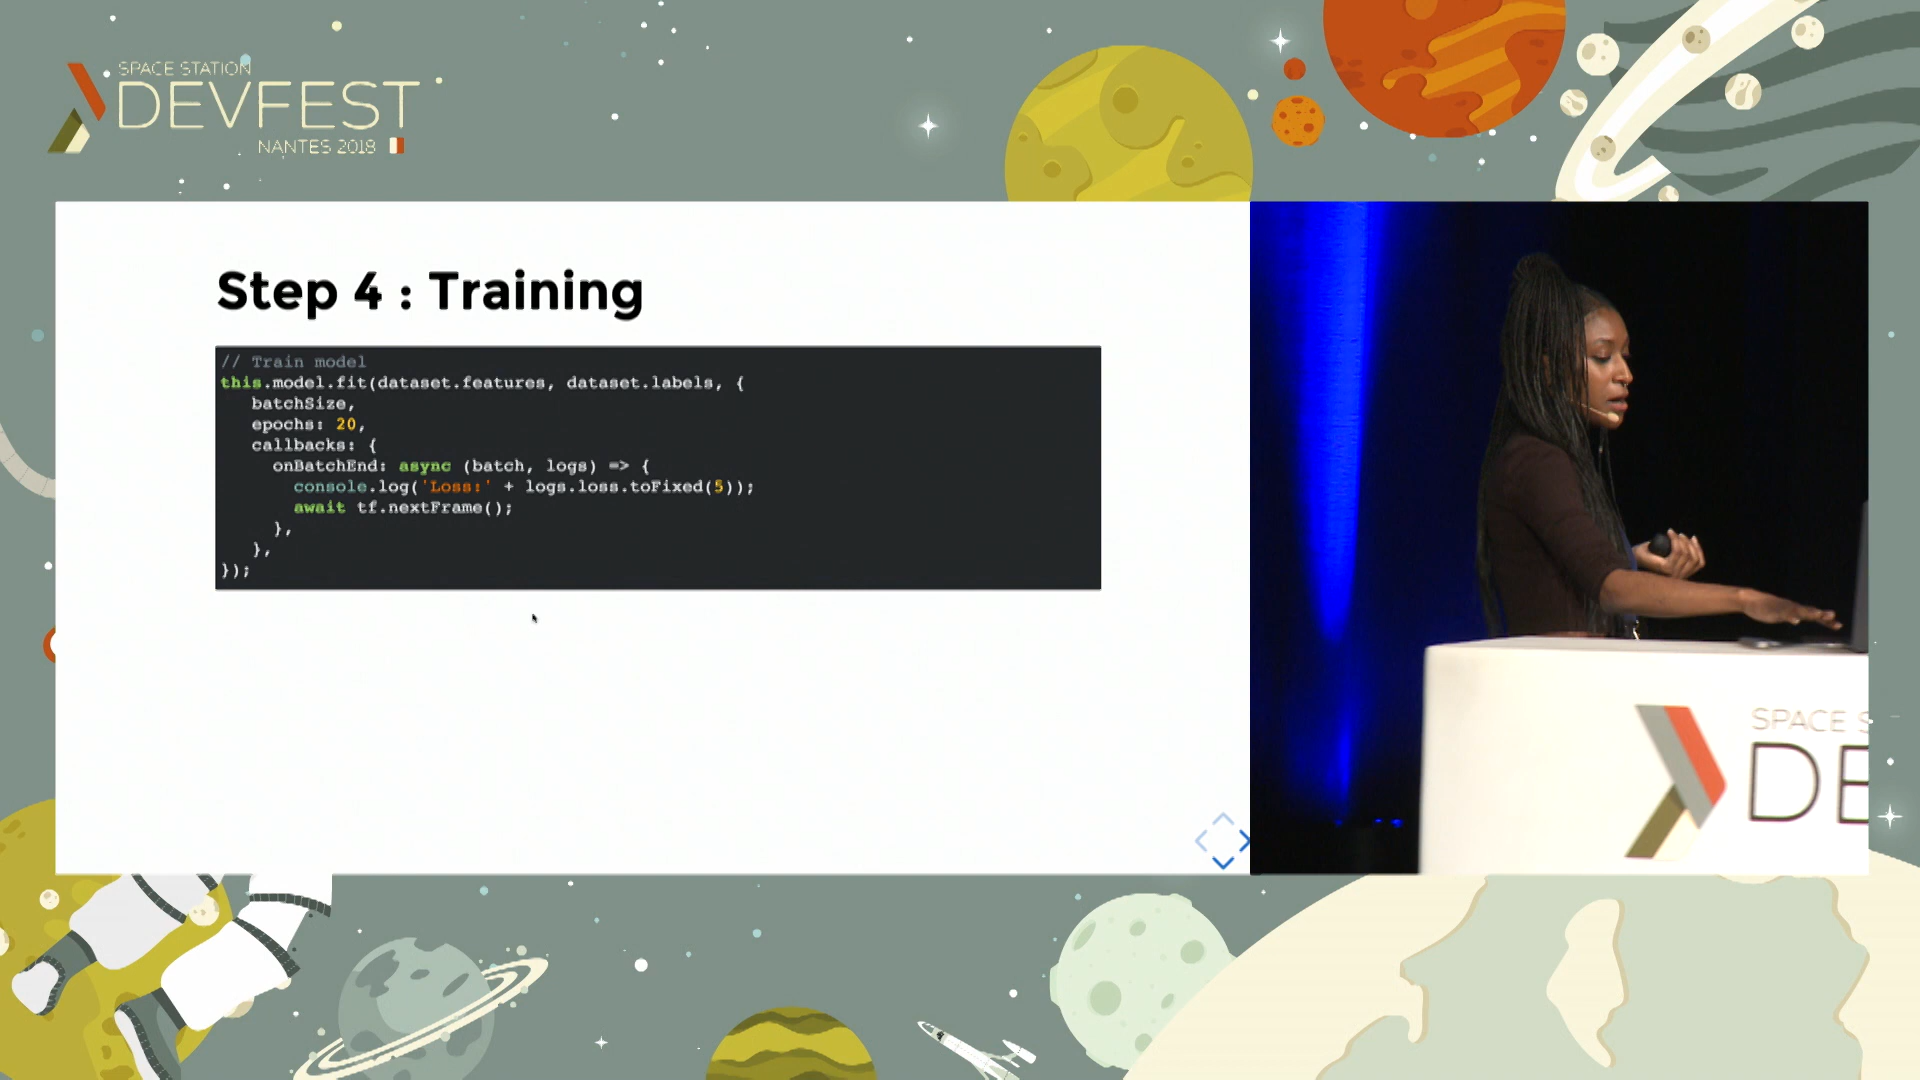 SPACE STATION
DEVFEST
NANTES 2018
Step 4 : Training
// Train model
this.model.fit(dataset.features, dataset.labels, {
batchSize,
epochs: 20,
callbacks: {
onBatchEnd: async (batch, logs) => {
console.log('Loss:' + logs.loss.toFixed(5));
await tf.nextFrame();
},
},
});
SPACE S
DE